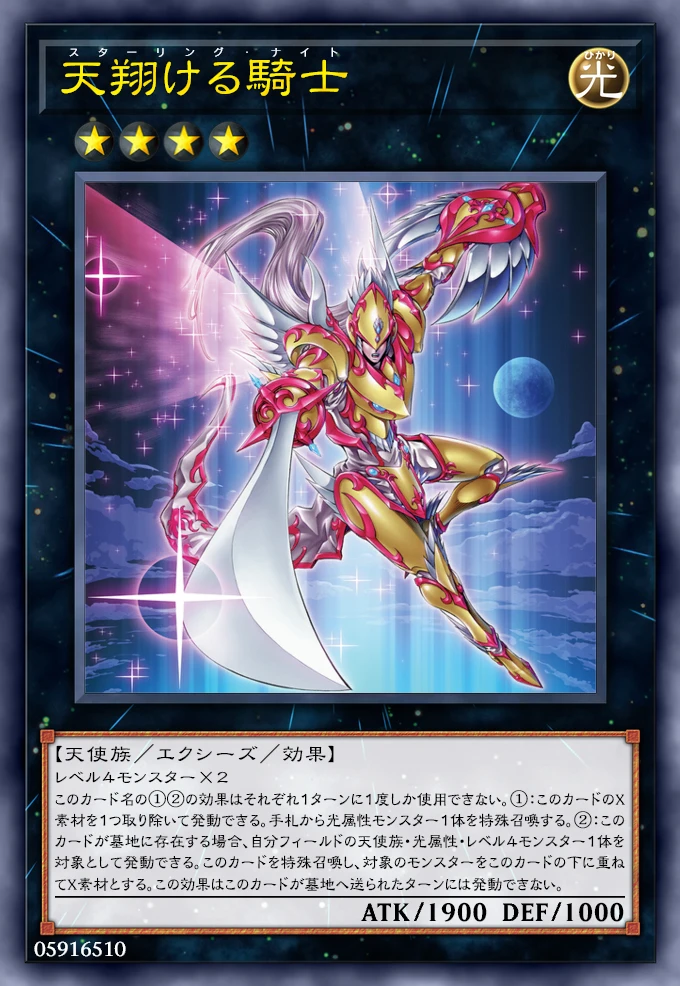 スターリング・ナイト
天翔ける騎士
ひかり
光
【天使族／エクシーズ／効果】
レベル４モンスター×２
このカード名の①②の効果はそれぞれ１ターンに１度しか使用できない。①：このカードのX
素材を１つ取り除いて発動できる。手札から光属性モンスター１体を特殊召喚する。②：この
カードが墓地に存在する場合、自分フィールドの天使族・光属性・レベル４モンスター１体を
対象として発動できる。このカードを特殊召喚し、対象のモンスターをこのカードの下に重ね
てX素材とする。この効果はこのカードが墓地へ送られたターンには発動できない。
ATK/1900 DEF/1000
05916510